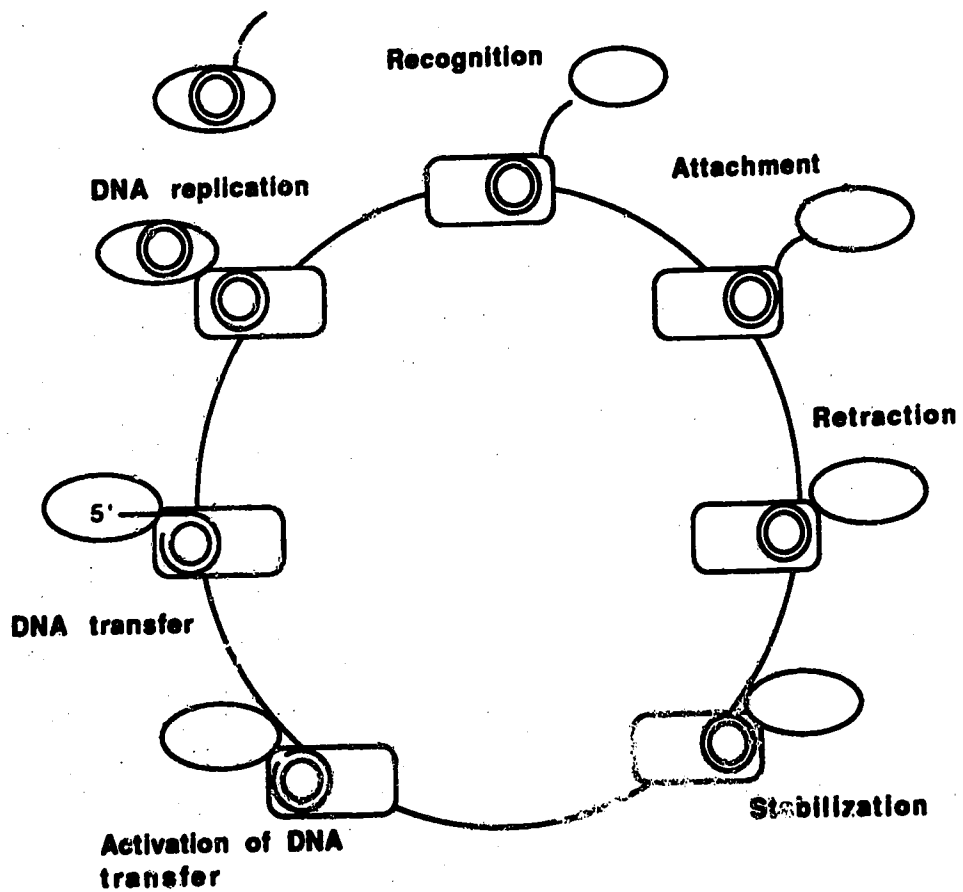 Recognition
Attachment
DNA replication
Retraction
5'
DNA transfer
Stabilization
Activation of DNA
transfer